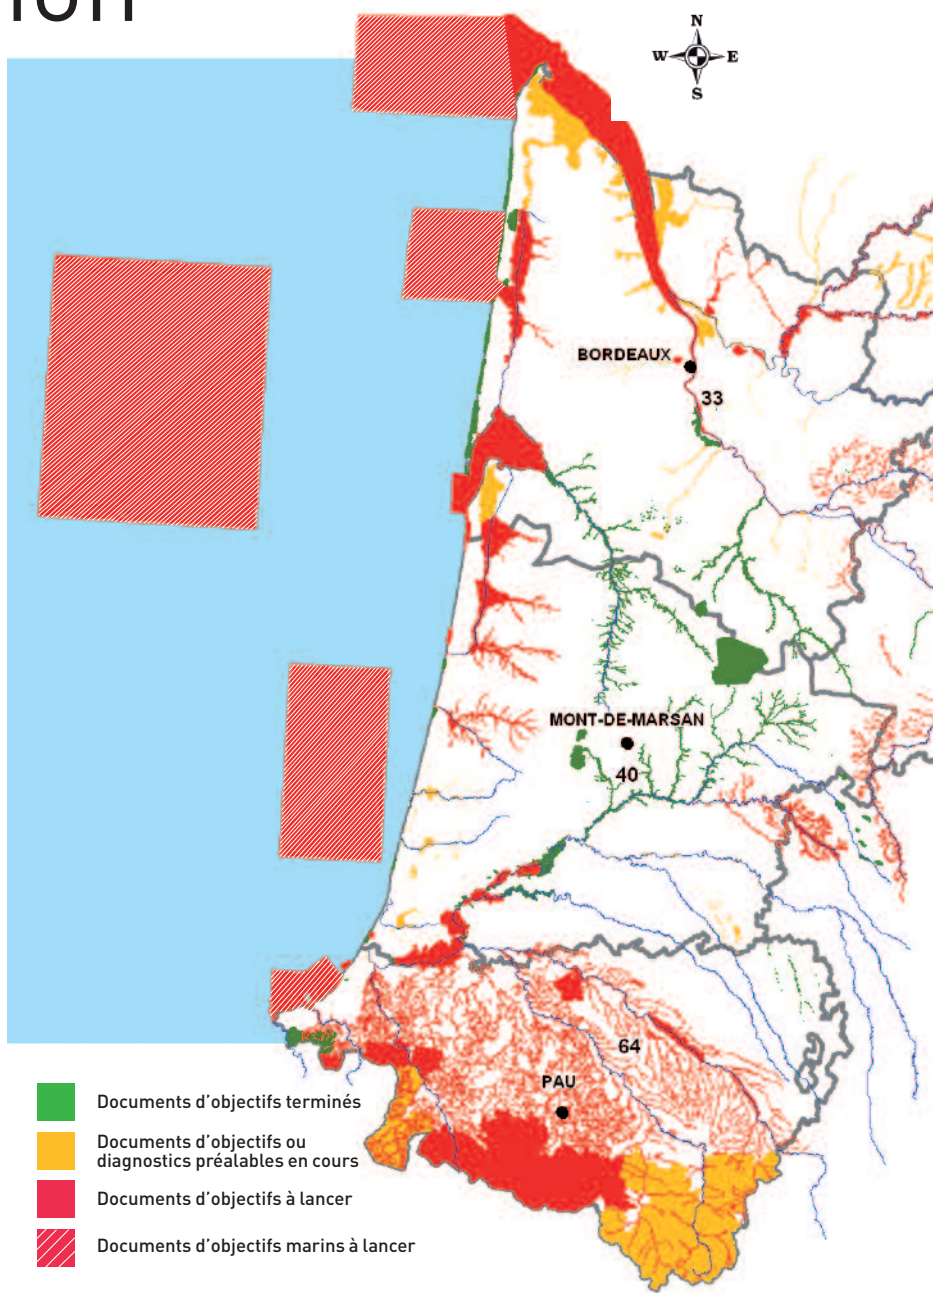 N
W E
S
BORDEAUX
33
MONT-DE-MARSAN
40
64
PAU
Documents d'objectifs terminés
Documents d'objectifs ou
diagnostics préalables en cours
Documents d'objectifs à lancer
Documents d'objectifs marins à lancer